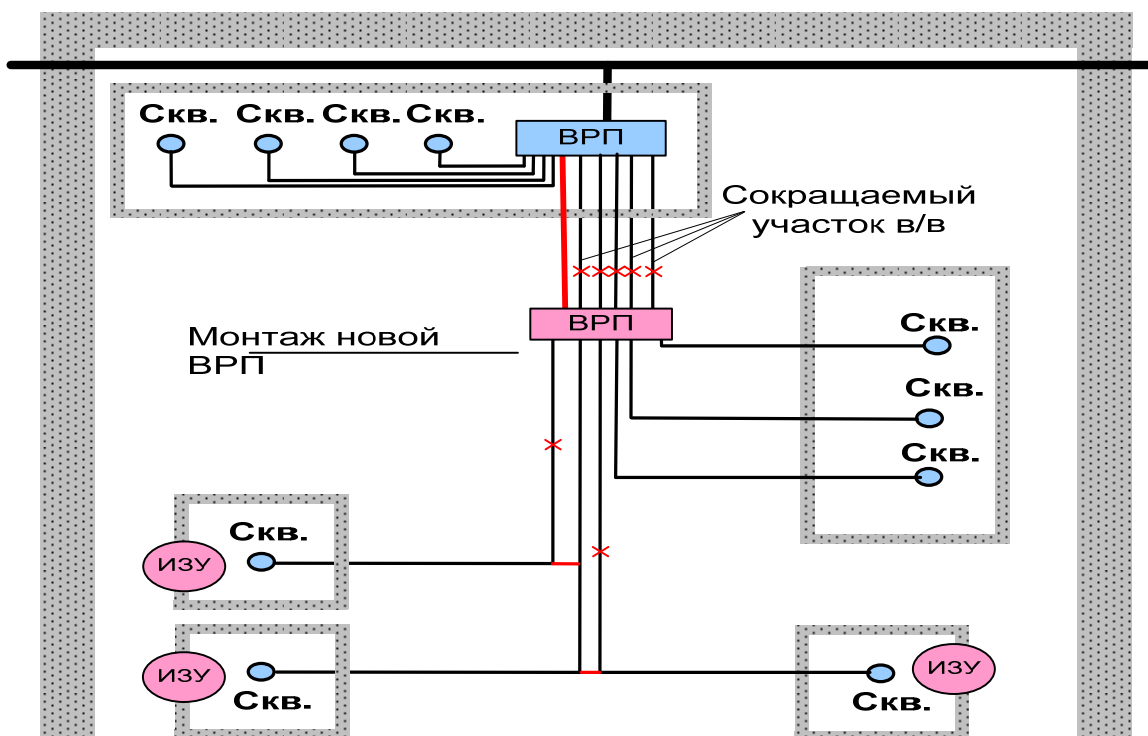 Скв. Скв. Скв. Скв.
ВРП
Сокращаемый
участок в/в
ВРП
Монтаж новой
ВРП
Скв.
Скв.
Скв.
Скв.
ИЗУ
ИЗУ
Скв.
ИЗУ
Скв.